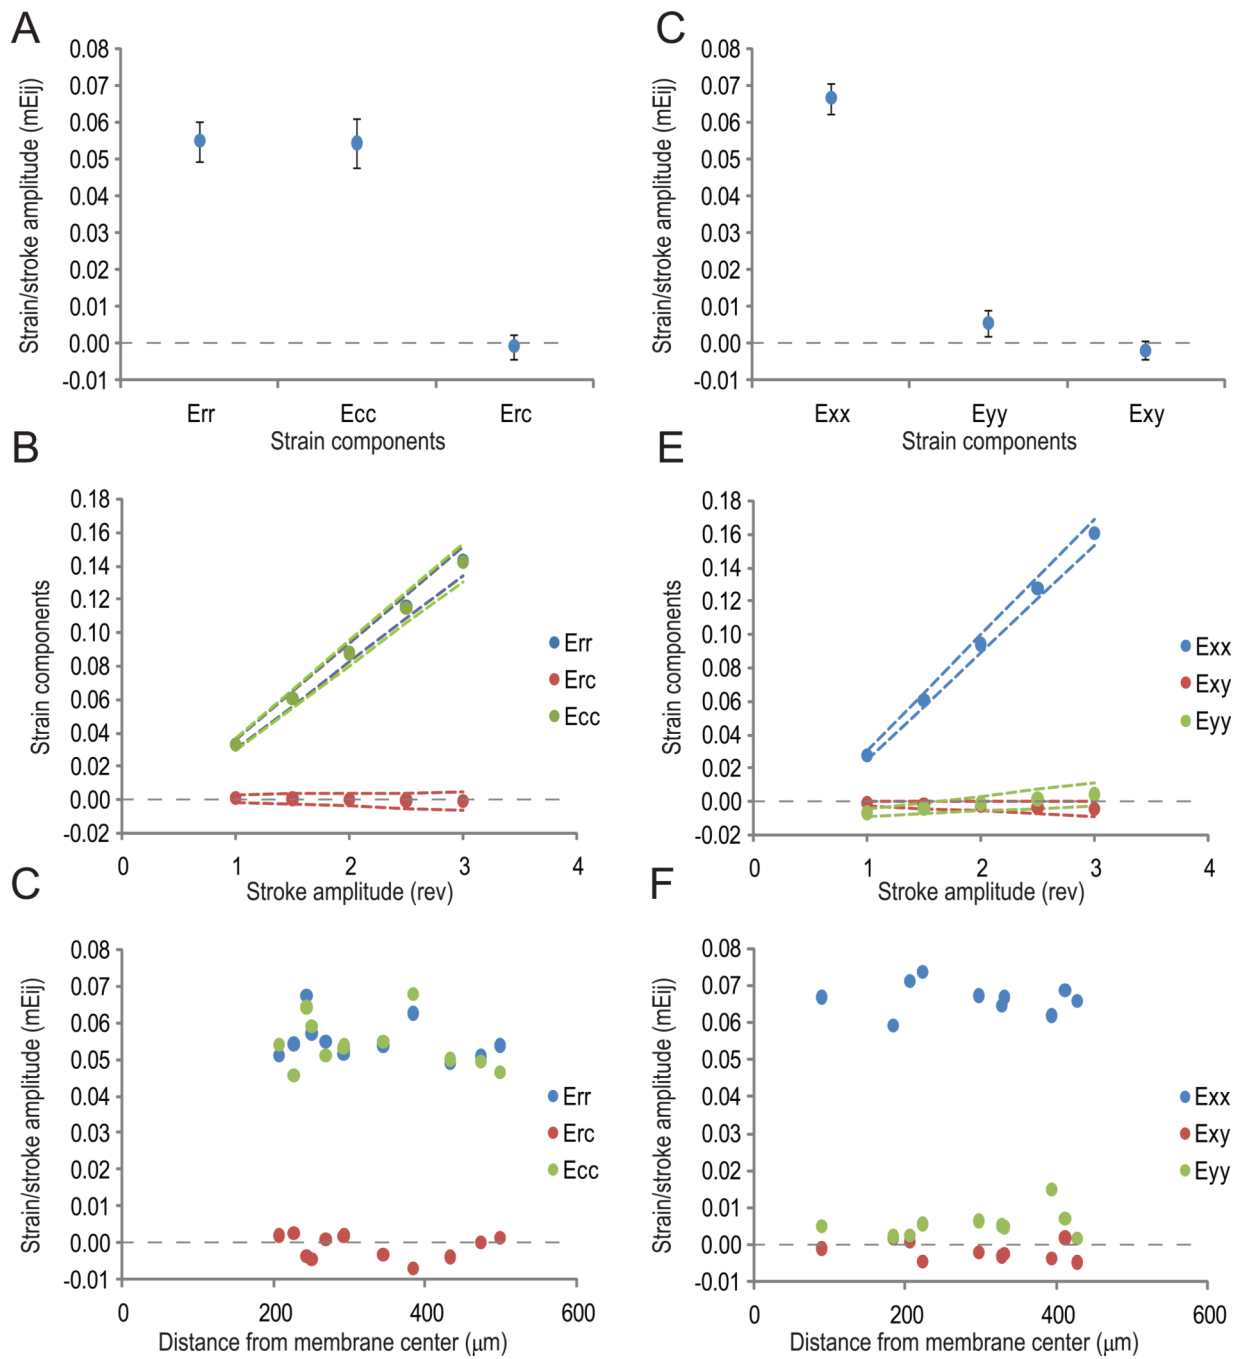 A
0.08
0.07
0.06
0.05
0.04
0.03
0.02
0.01
0.00
-0.01
Strain/stroke amplitude (mEij)
Err Ecc Erc
Strain components
C
0.08
0.07
0.06
0.05
0.04
0.03
0.02
0.01
0.00
-0.01
Strain/stroke amplitude (mEij)
Exx Eyy Exy
Strain components
B
0.18
0.16
0.14
0.12
0.10
0.08
0.06
0.04
0.02
0.00
-0.02
Strain components
0 1 2 3 4
Stroke amplitude (rev)
Err
Erc
Ecc
E
0.18
0.16
0.14
0.12
0.10
0.08
0.06
0.04
0.02
0.00
-0.02
Strain components
0 1 2 3 4
Stroke amplitude (rev)
Exx
Exy
Eyy
C
0.08
0.07
0.06
0.05
0.04
0.03
0.02
0.01
0.00
-0.01
Strain/stroke amplitude (mEij)
0 200 400 600
Distance from membrane center (μm)
Err
Erc
Ecc
F
0.08
0.07
0.06
0.05
0.04
0.03
0.02
0.01
0.00
-0.01
Strain/stroke amplitude (mEij)
0 200 400 600
Distance from membrane center (μm)
Exx
Exy
Eyy